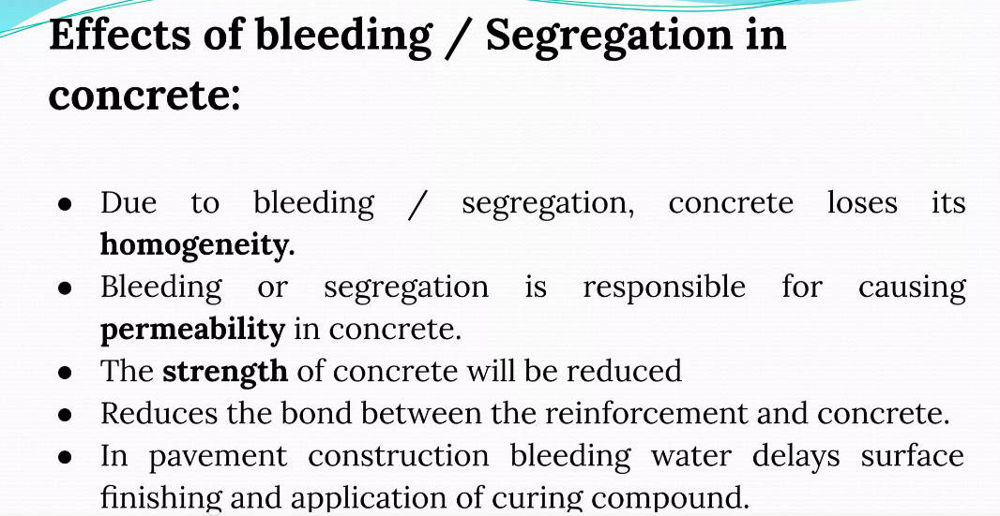 Effects of bleeding / Segregation in
concrete:
● Due to bleeding / segregation, concrete loses its
homogeneity.
● Bleeding or segregation is responsible for causing
permeability in concrete.
● The strength of concrete will be reduced
● Reduces the bond between the reinforcement and concrete.
● In pavement construction bleeding water delays surface
finishing and application of curing compound.